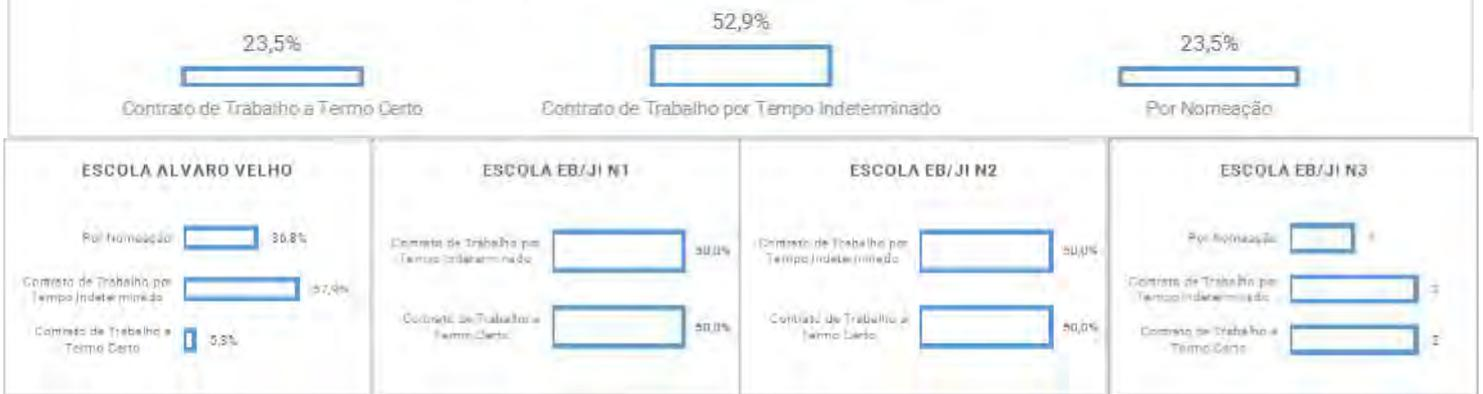 52,9%
23,5%
23,5%
Contrato de Trabalho a Termo Certo
Contrato de Trabalho por Tempo Indeterminado
Por Nomeação
ESCOLA ALVARO VELHO
Por Nomeação
36,8%
Contrato de Trabalho por
Tempo Indeterminado
57,9%
Contrato de Trabalho a
Termo Certo
5,3%
ESCOLA EB/JI N1
Contrato de Trabalho por
Tempo Indeterminado
50,0%
Contrato de Trabalho a
Termo Certo
50,0%
ESCOLA EB/JI N2
Contrato de Trabalho por
Tempo Indeterminado
50,0%
Contrato de Trabalho a
Termo Certo
50,0%
ESCOLA EB/JI N3
Por Nomeação
1
Contrato de Trabalho por
Tempo Indeterminado
2
Contrato de Trabalho a
Termo Certo
2